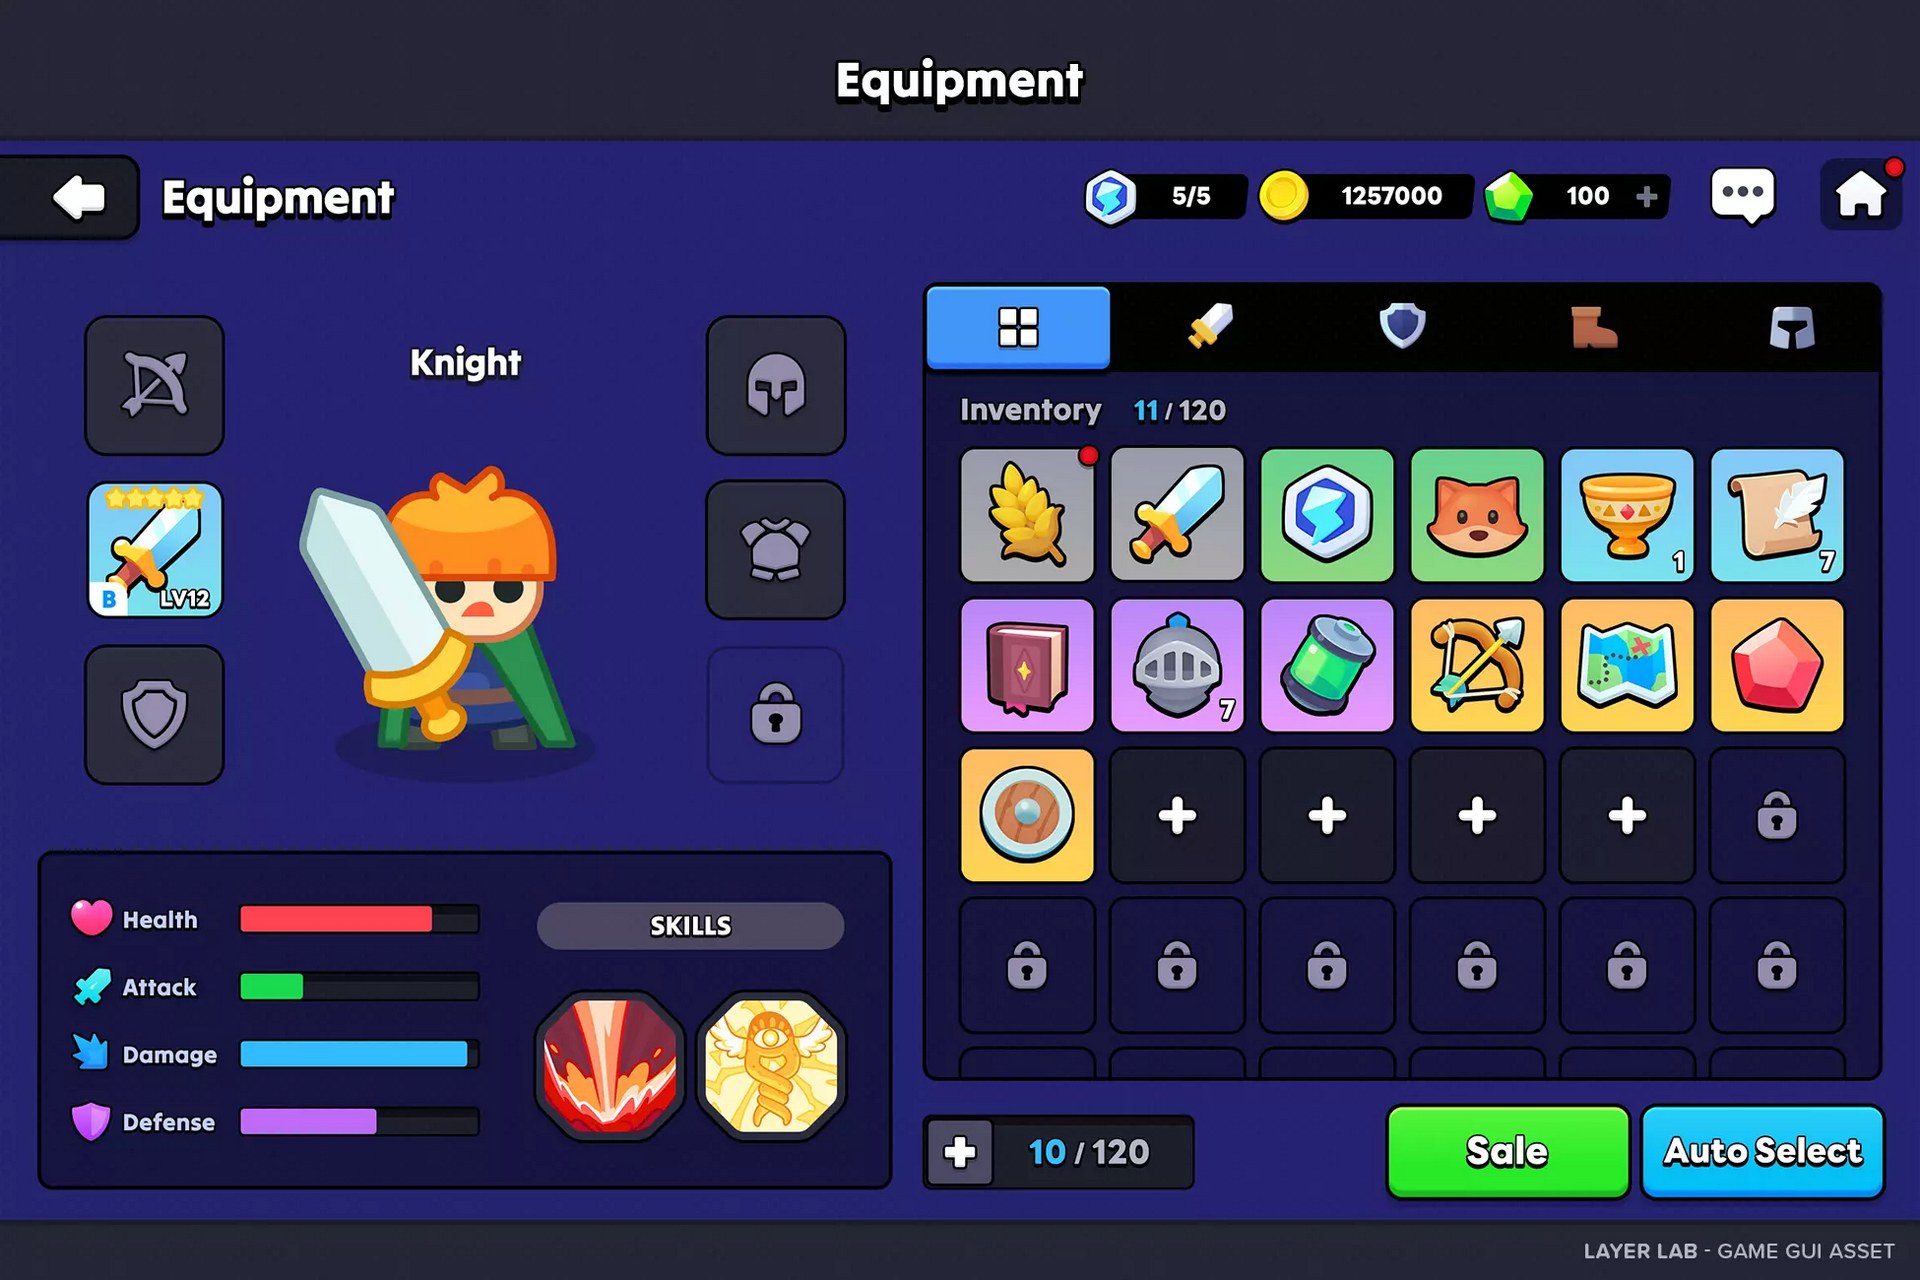 Equipment
Equipment
5/5
1257000
100
Knight
Inventory 11 / 120
B LV12
1
7
7
Health
Attack
Damage
Defense
SKILLS
10 / 120
Sale
Auto Select
LAYER LAB - GAME GUI ASSET